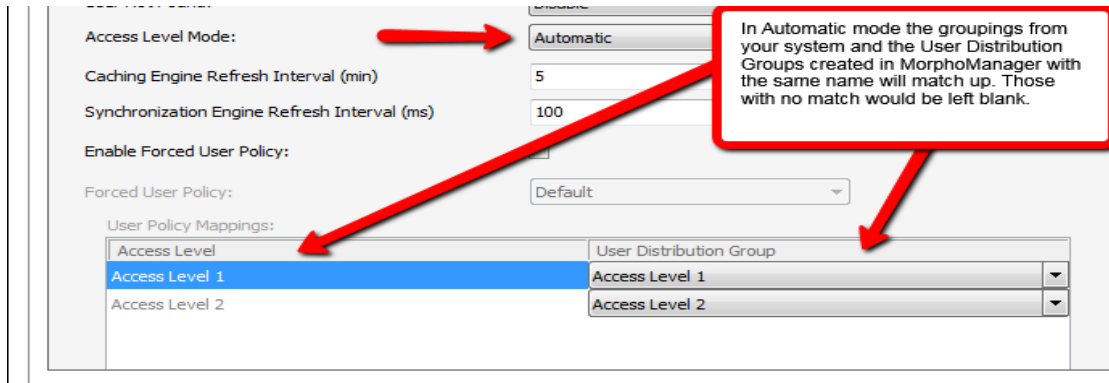 Access Level Mode:
Automatic
In Automatic mode the groupings from
your system and the User Distribution
Groups created in MorphoManager with
the same name will match up. Those
with no match would be left blank.
Caching Engine Refresh Interval (min)
5
Synchronization Engine Refresh Interval (ms)
100
Enable Forced User Policy:
Forced User Policy:
Default
User Policy Mappings:
Access Level
User Distribution Group
Access Level 1
Access Level 1
Access Level 2
Access Level 2